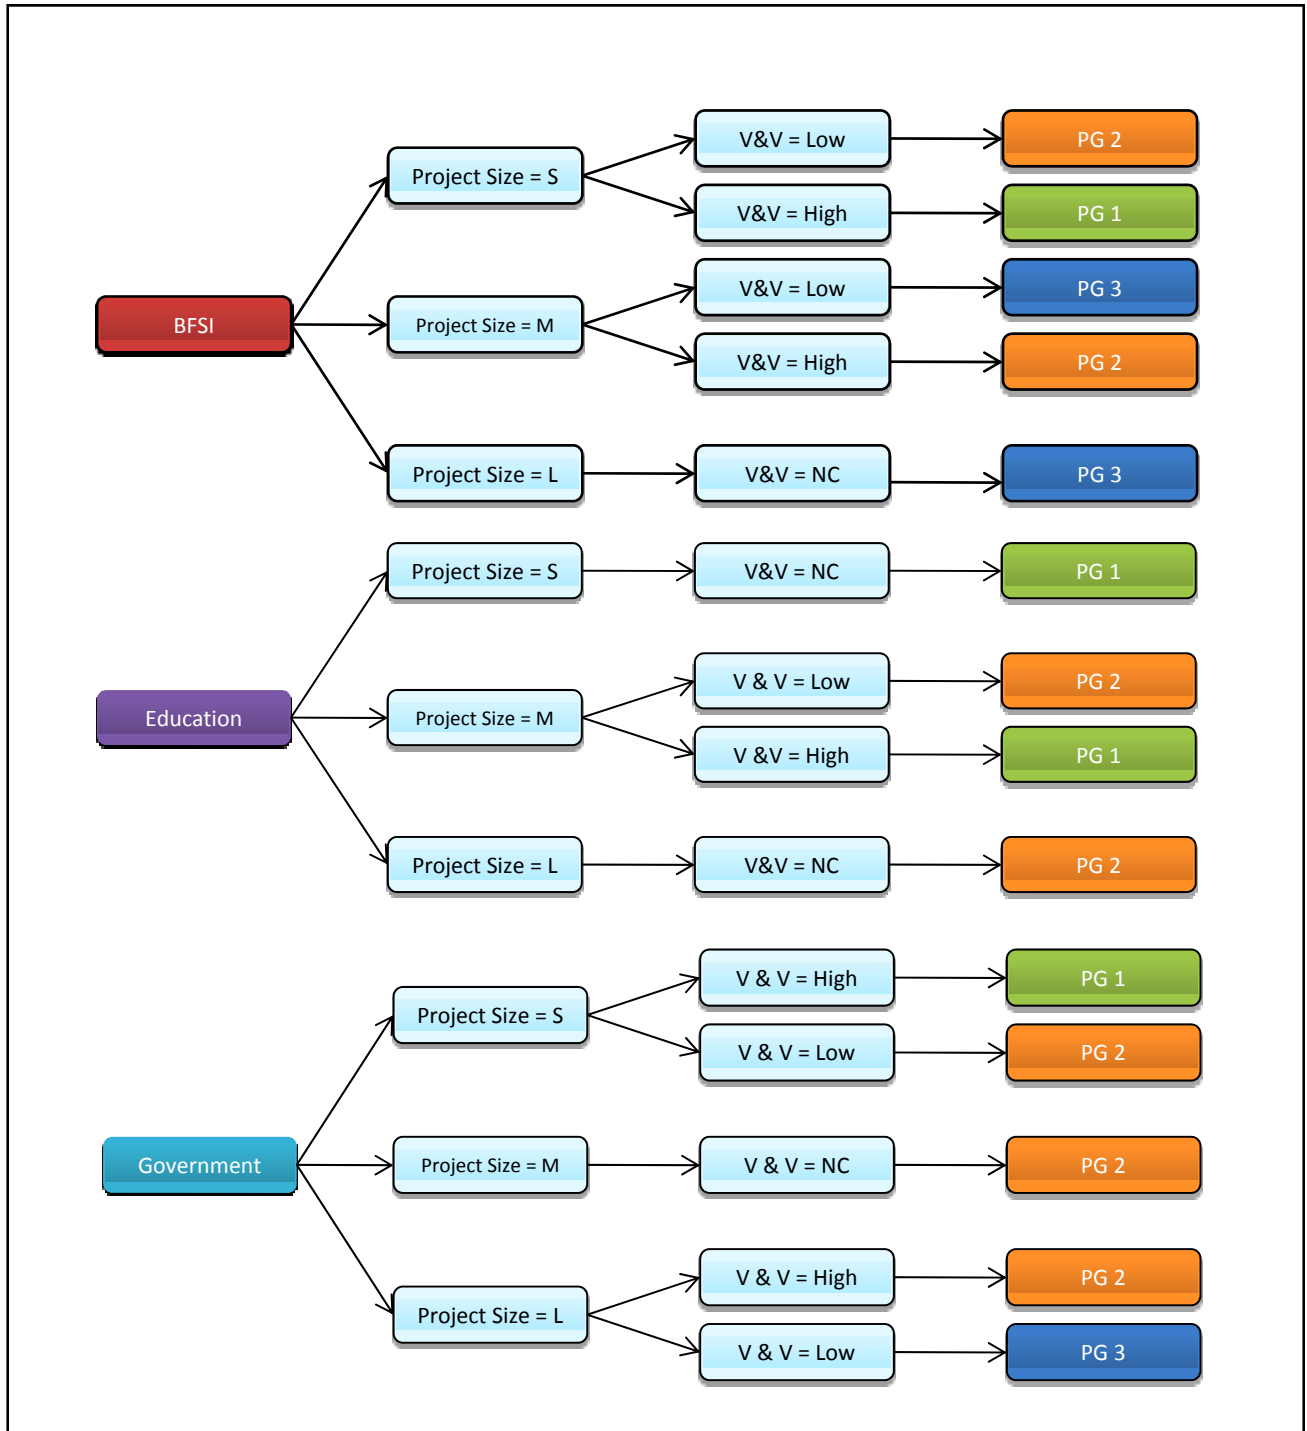 V&V = Low
PG 2
Project Size = S
V&V = High
PG 1
V&V = Low
PG 3
BFSI
Project Size = M
V&V = High
PG 2
Project Size = L
V&V = NC
PG 3
Project Size = S
V&V = NC
PG 1
V & V = Low
PG 2
Education
Project Size = M
V &V = High
PG 1
Project Size = L
V&V = NC
PG 2
V & V = High
PG 1
Project Size = S
V & V = Low
PG 2
Government
Project Size = M
V & V = NC
PG 2
V & V = High
PG 2
Project Size = L
V & V = Low
PG 3